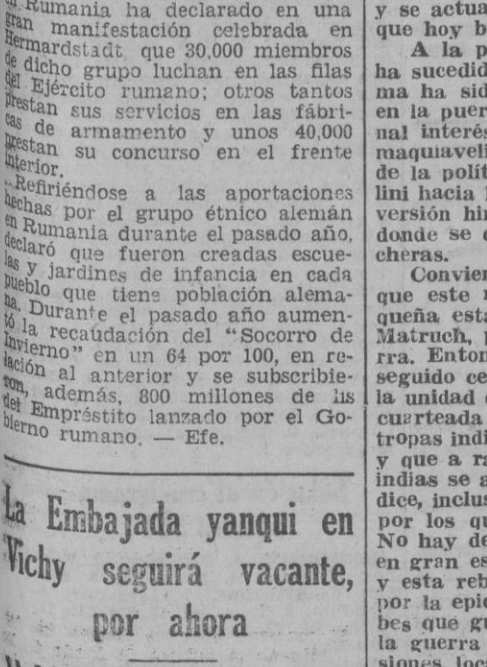 en Rumania ha declarado en una
gran manifestación celebrada en
Hermardstadt, que 30,000 miembros
de dicho grupo luchan en las filas
del Ejército rumano; otros tantos
prestan sus servicios en las fábri-
cas de armamento y unos 40,000
prestan su concurso en el frente
interior.
Refiriéndose a las aportaciones
hechas por el grupo étnico alemán
en Rumania durante el pasado año,
declaró que fueron creadas escue-
las y jardines de infancia en cada
pueblo que tiene población alema-
na. Durante el pasado año aumen-
tó la recaudación del "Socorro de
Invierno" en un 64 por 100, en re-
lación al anterior y se subscribie-
ron, además, 800 millones de lis
del Empréstito lanzado por el Go-
bierno rumano. — Efe.
La Embajada yanqui en
Vichy seguirá vacante,
por ahora
y se actua
que hoy b
A la p
ha sucedid
ma ha sid
en la puer
nal interés
maquiaveli
de la polít
lini hacia
versión hin
donde se
cheras.
Convier
que este
queña esta
Matruch,
rra. Enton
seguido ce
la unidad
cuarteada
tropas indi
y que a ra
indias se a
dice, inclus
por los qu
No hay de
en gran es
y esta reb
por la epic
bes que gu
la guerra
siones log